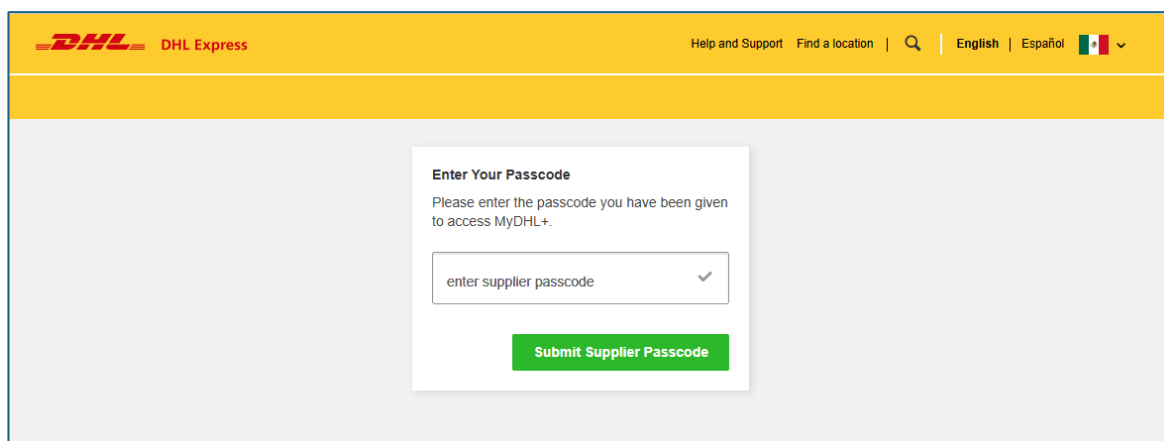 DHL DHL Express Help and Support Find a location | English | Español
Enter Your Passcode
Please enter the passcode you have been given
to access MyDHL+.
enter supplier passcode
Submit Supplier Passcode